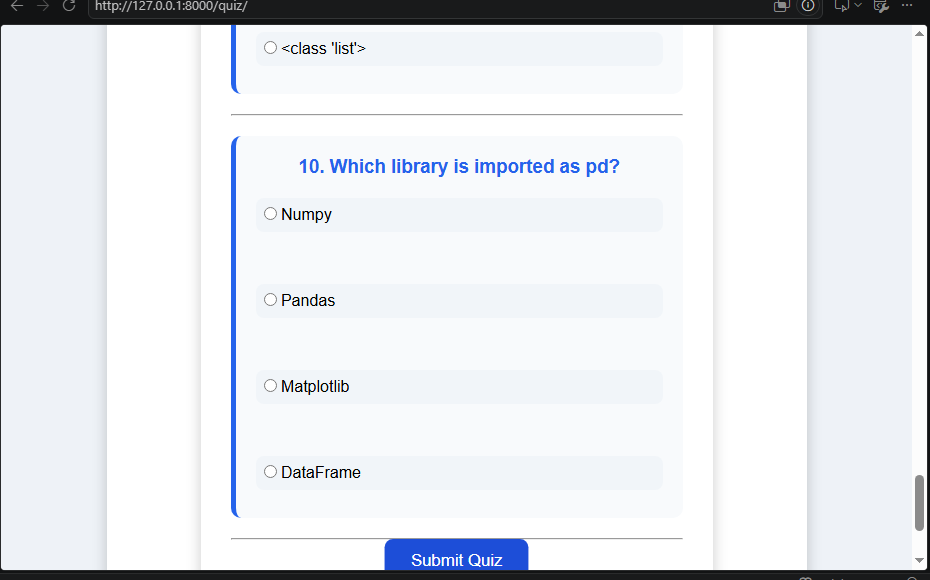 http://127.0.0.1:8000/quiz/
<class 'list'>
10. Which library is imported as pd?
Numpy
Pandas
Matplotlib
DataFrame
Submit Quiz